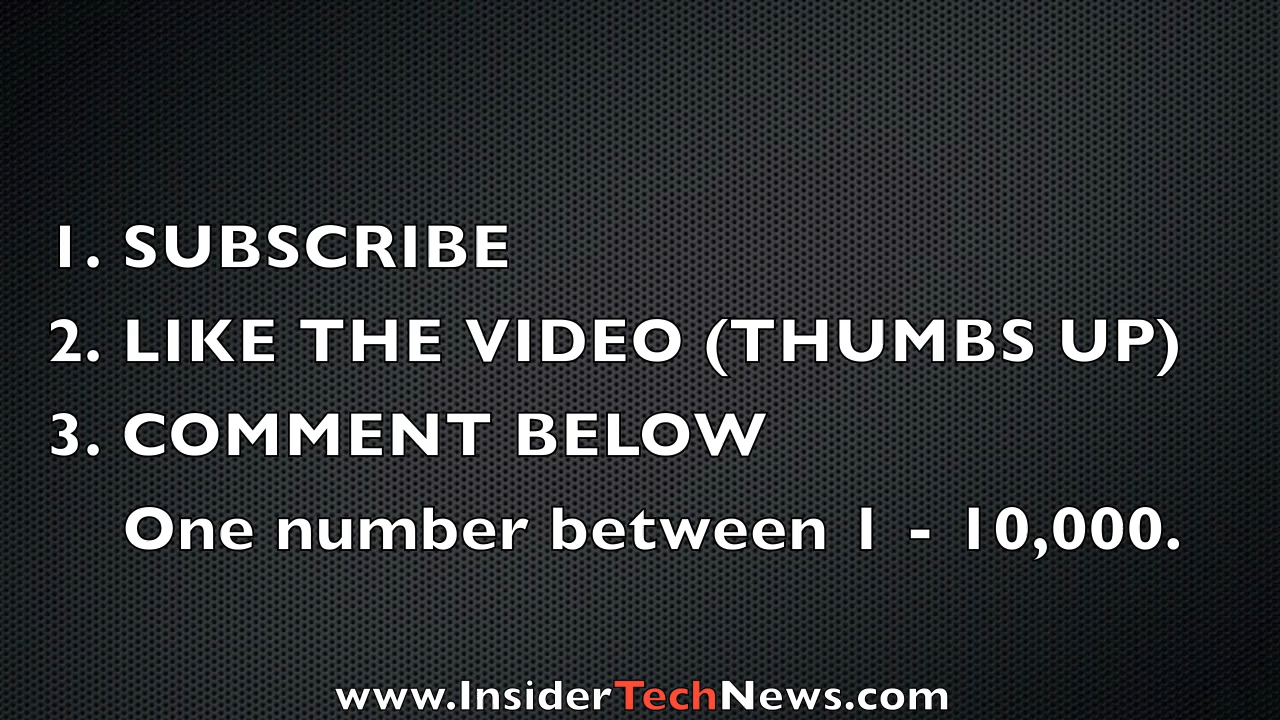 1. SUBSCRIBE
2. LIKE THE VIDEO (THUMBS UP)
3. COMMENT BELOW
One number between 1 - 10,000.
www.InsiderTechNews.com